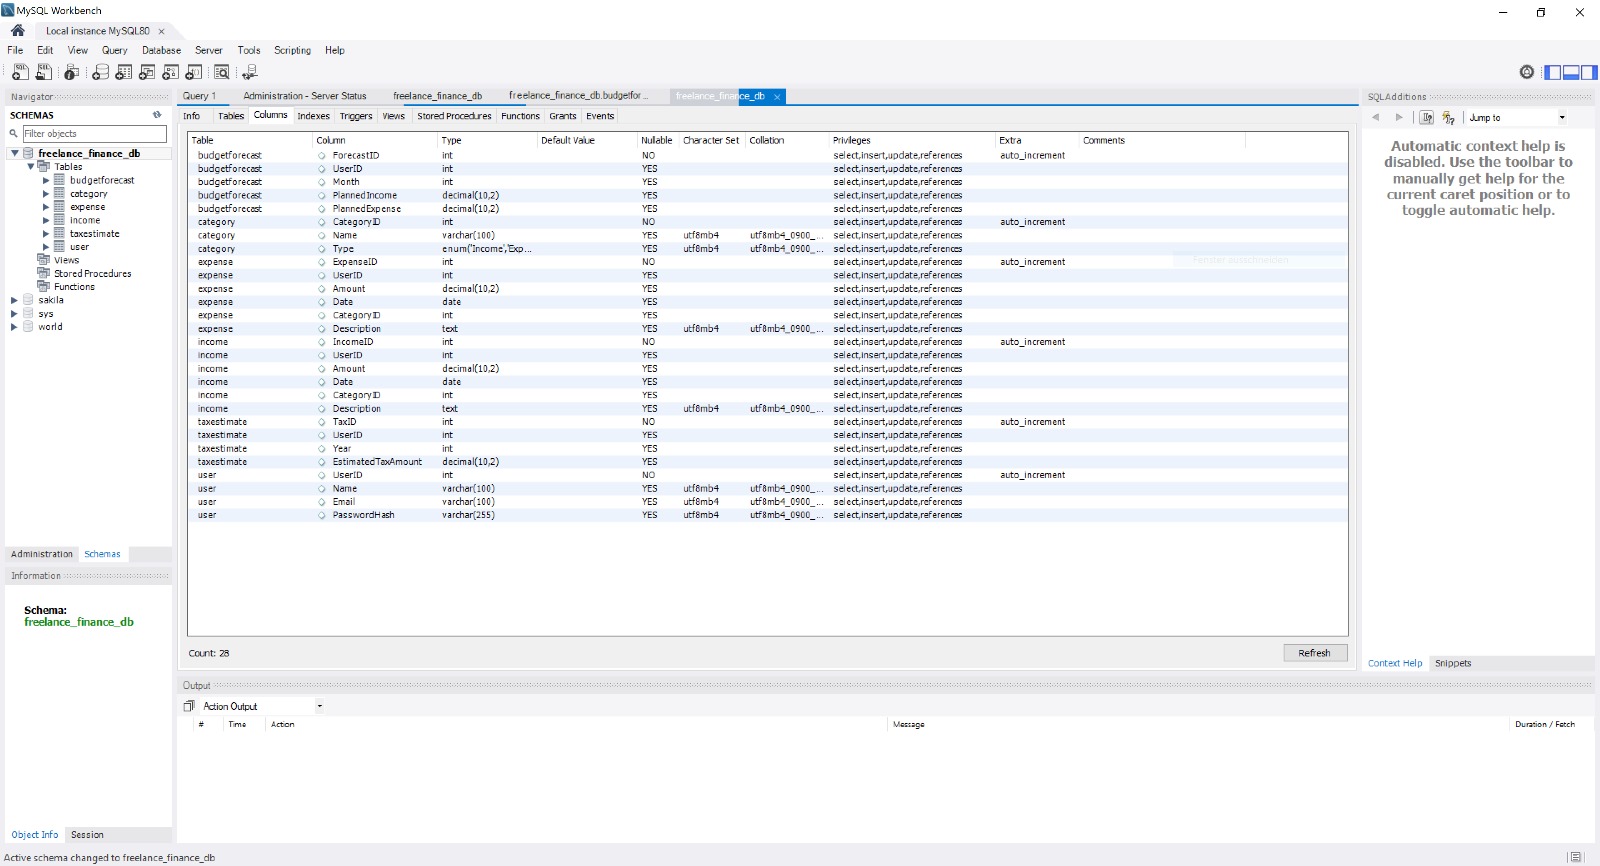 MySQL Workbench
Local instance MySQL80 ×
File Edit View Query Database Server Tools Scripting Help
Navigator
SCHEMAS
Filter objects
freelance_finance_db
Tables
budgetforecast
category
expense
income
taxestimate
user
Views
Stored Procedures
Functions
sakila
sys
world
Administration Schemas
Information
Schema:
freelance_finance_db
Object Info Session
Query 1 Administration - Server Status freelance_finance_db freelance_finance_db.budgetfor... freelance_finance_db ×
Info Tables Columns Indexes Triggers Views Stored Procedures Functions Grants Events
Table Column Type Default Value Nullable Character Set Collation Privileges Extra Comments
budgetforecast ForecastID int NO select,insert,update,references auto_increment
budgetforecast UserID int YES select,insert,update,references
budgetforecast Month int YES select,insert,update,references
budgetforecast PlannedIncome decimal(10,2) YES select,insert,update,references
budgetforecast PlannedExpense decimal(10,2) YES select,insert,update,references
category CategoryID int NO select,insert,update,references auto_increment
category Name varchar(100) YES utf8mb4 utf8mb4_0900_... select,insert,update,references
category Type enum('Income','Exp... YES utf8mb4 utf8mb4_0900_... select,insert,update,references
expense ExpenseID int NO select,insert,update,references auto_increment
expense UserID int YES select,insert,update,references
expense Amount decimal(10,2) YES select,insert,update,references
expense Date date YES select,insert,update,references
expense CategoryID int YES select,insert,update,references
expense Description text YES utf8mb4 utf8mb4_0900_... select,insert,update,references
income IncomeID int NO select,insert,update,references auto_increment
income UserID int YES select,insert,update,references
income Amount decimal(10,2) YES select,insert,update,references
income Date date YES select,insert,update,references
income CategoryID int YES select,insert,update,references
income Description text YES utf8mb4 utf8mb4_0900_... select,insert,update,references
taxestimate TaxID int NO select,insert,update,references auto_increment
taxestimate UserID int YES select,insert,update,references
taxestimate Year int YES select,insert,update,references
taxestimate EstimatedTaxAmount decimal(10,2) YES select,insert,update,references
user UserID int NO select,insert,update,references auto_increment
user Name varchar(100) YES utf8mb4 utf8mb4_0900_... select,insert,update,references
user Email varchar(100) YES utf8mb4 utf8mb4_0900_... select,insert,update,references
user PasswordHash varchar(255) YES utf8mb4 utf8mb4_0900_... select,insert,update,references
Fenster ausschneiden
Count: 28
Refresh
Output
Action Output
# Time Action Message Duration / Fetch
SQLAdditions
Jump to
Automatic context help is
disabled. Use the toolbar to
manually get help for the
current caret position or to
toggle automatic help.
Context Help Snippets
Active schema changed to freelance_finance_db